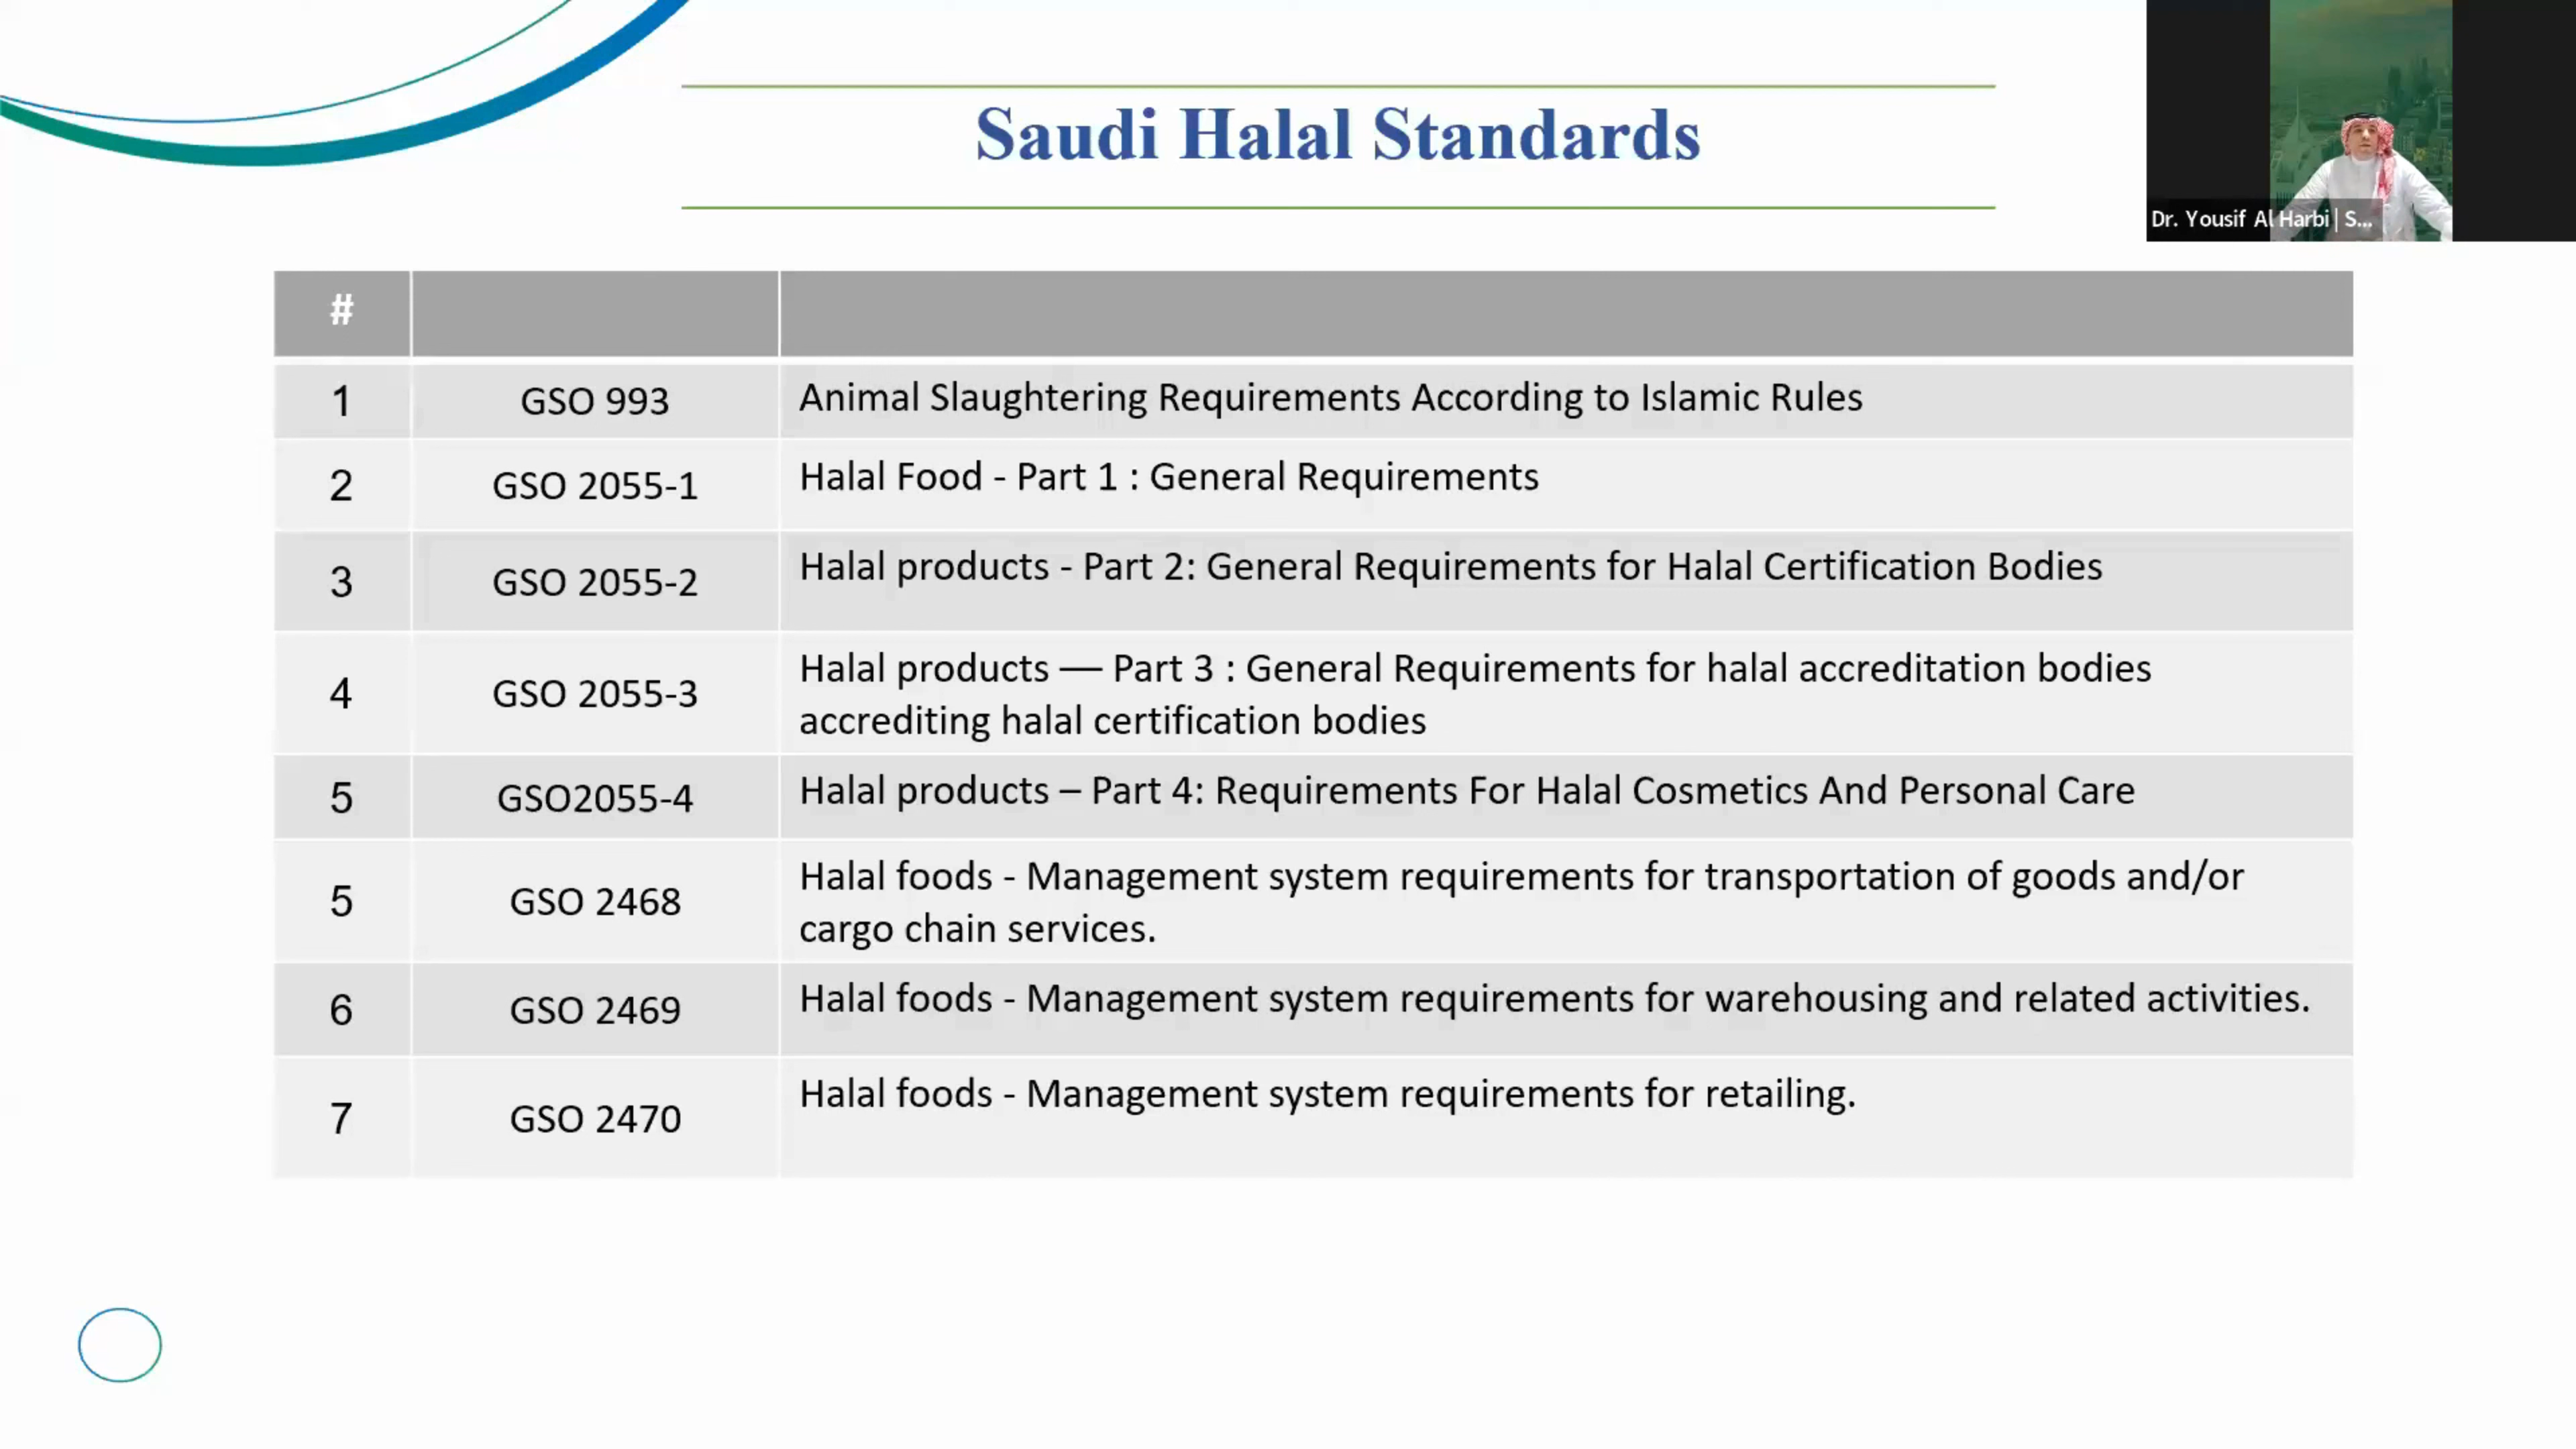 Saudi Halal Standards
Dr. Yousif Al Harbi | S...
#
1 GSO 993 Animal Slaughtering Requirements According to Islamic Rules
2 GSO 2055-1 Halal Food - Part 1 : General Requirements
3 GSO 2055-2 Halal products - Part 2: General Requirements for Halal Certification Bodies
4 GSO 2055-3 Halal products — Part 3 : General Requirements for halal accreditation bodies
accrediting halal certification bodies
5 GSO2055-4 Halal products – Part 4: Requirements For Halal Cosmetics And Personal Care
5 GSO 2468 Halal foods - Management system requirements for transportation of goods and/or
cargo chain services.
6 GSO 2469 Halal foods - Management system requirements for warehousing and related activities.
7 GSO 2470 Halal foods - Management system requirements for retailing.